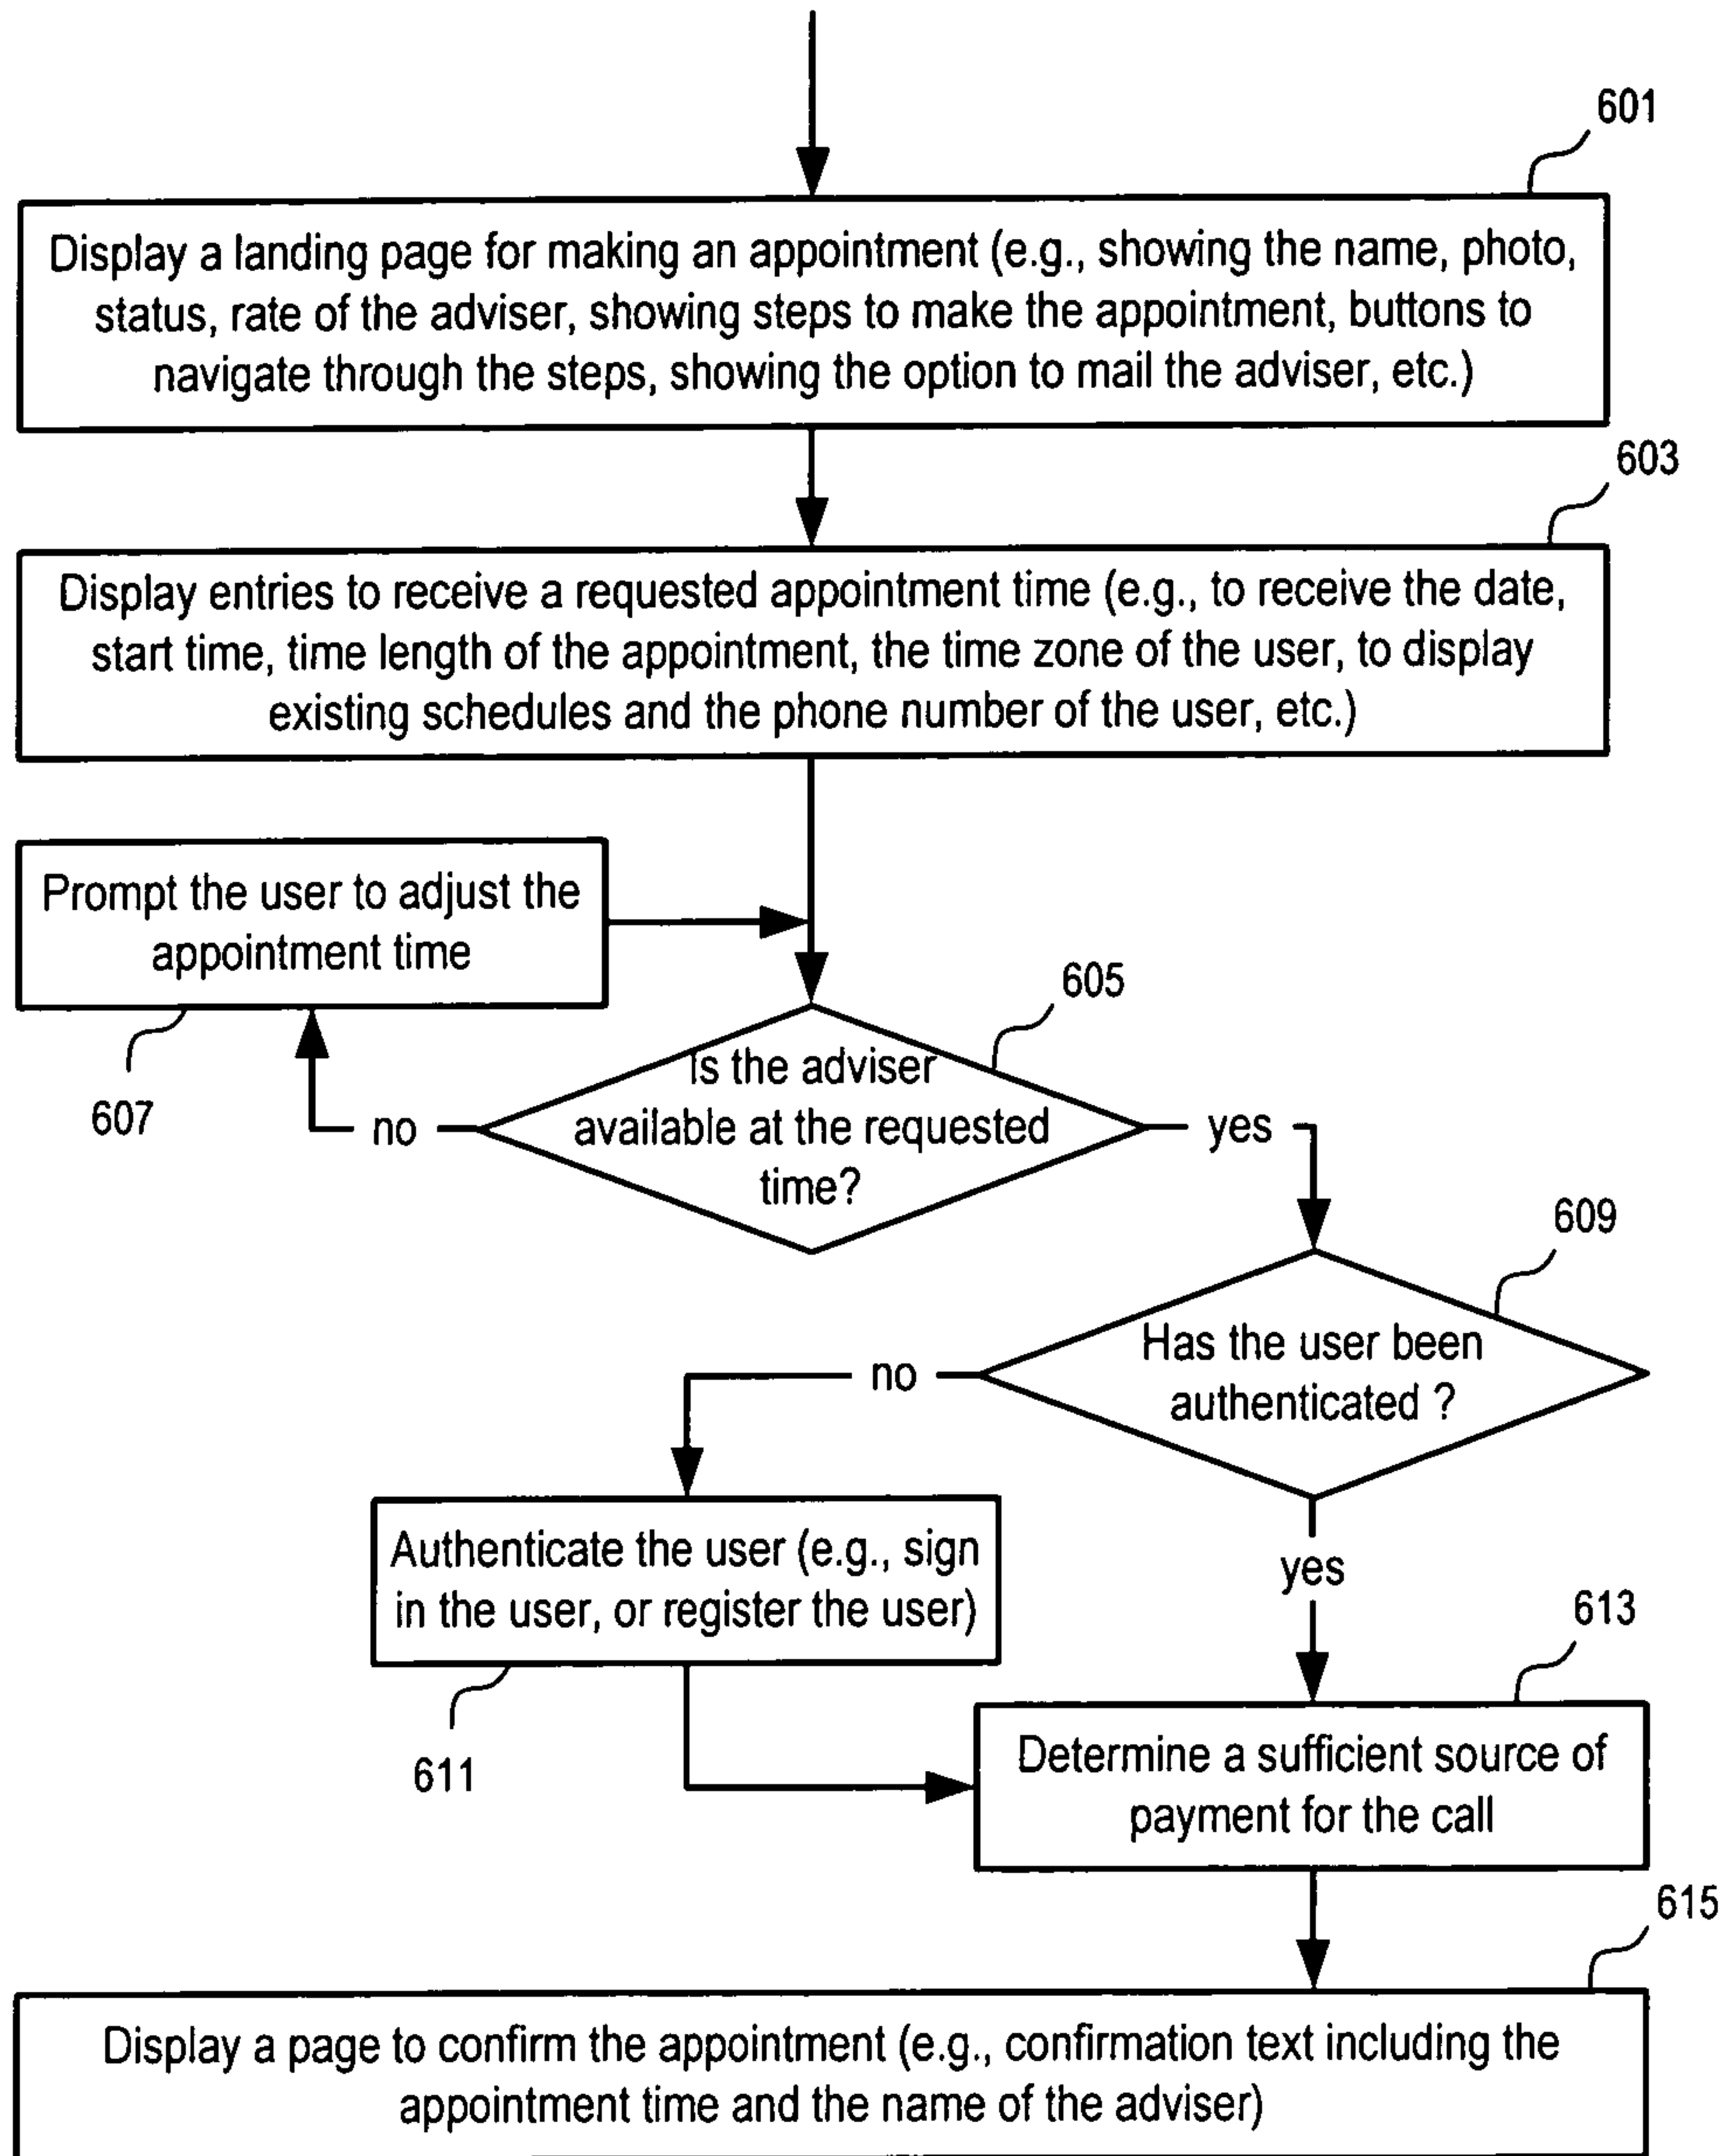 601
Display a landing page for making an appointment (e.g., showing the name, photo,
status, rate of the adviser, showing steps to make the appointment, buttons to
navigate through the steps, showing the option to mail the adviser, etc.)
603
Display entries to receive a requested appointment time (e.g., to receive the date,
start time, time length of the appointment, the time zone of the user, to display
existing schedules and the phone number of the user, etc.)
Prompt the user to adjust the
appointment time
607
no
605
Is the adviser
available at the requested
time?
yes
609
Has the user been
authenticated ?
no
yes
Authenticate the user (e.g., sign
in the user, or register the user)
611
613
Determine a sufficient source of
payment for the call
615
Display a page to confirm the appointment (e.g., confirmation text including the
appointment time and the name of the adviser)